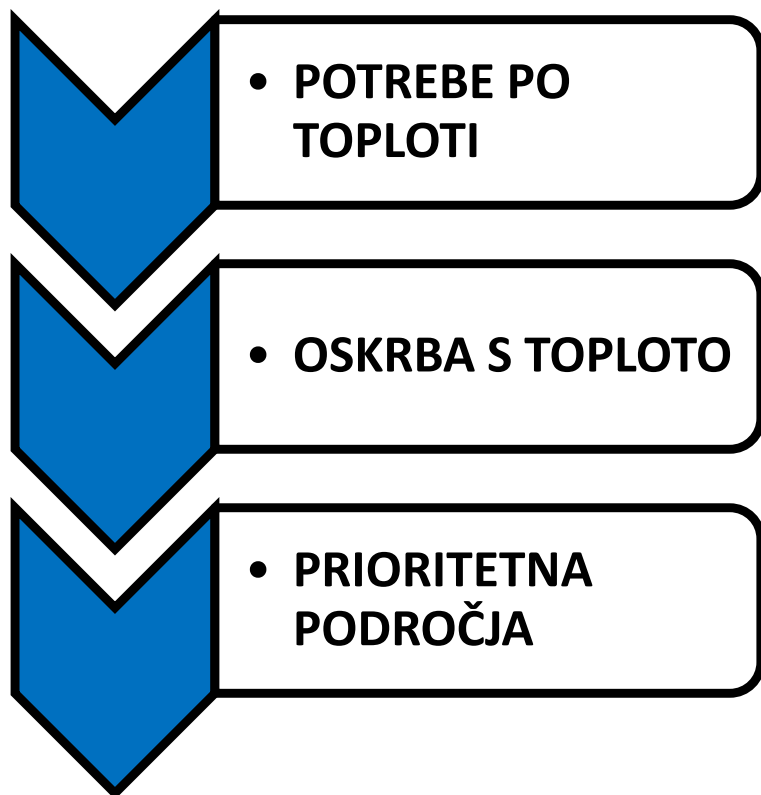 • POTREBE PO
TOPLOTI
• OSKRBA S TOPLOTO
• PRIORITETNA
PODROČJA